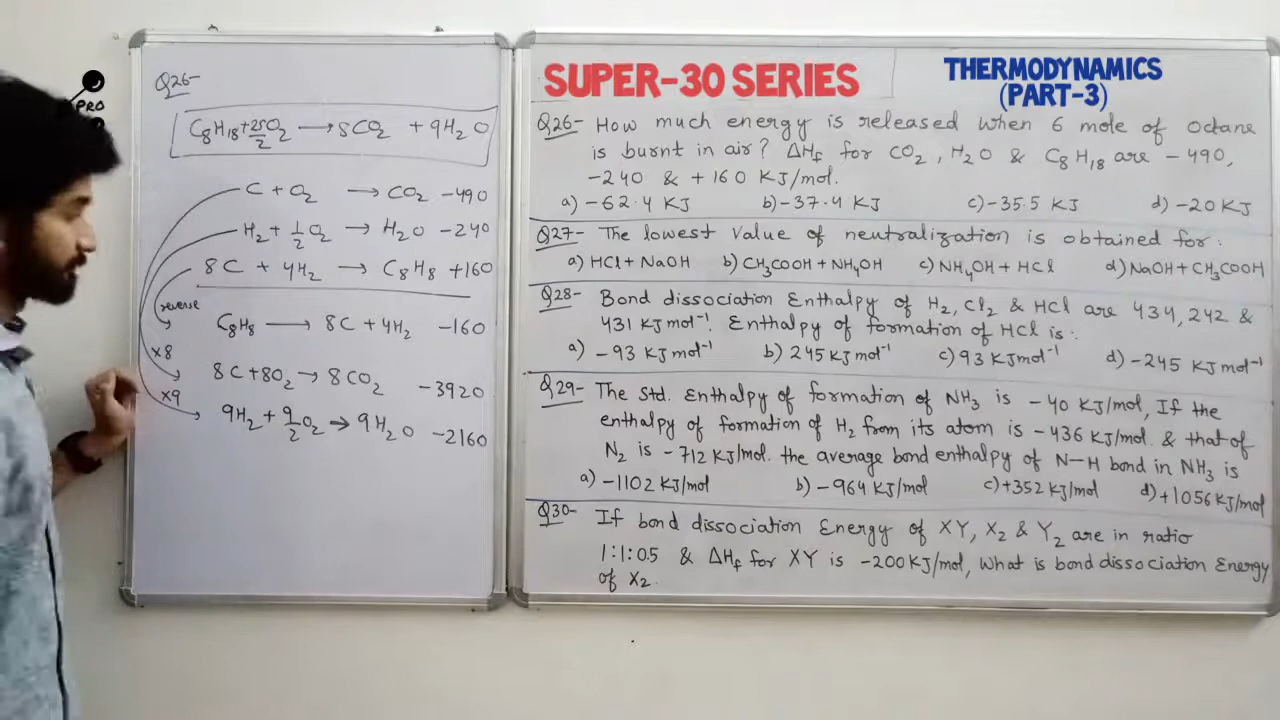 PRO
Q26-
C8H18 + 25/2 O2 → 8CO2 + 9H2O
C + O2 → CO2 -490
H2 + 1/2 O2 → H2O -240
8C + 4H2 → C8H8 +160
reverse
C8H8 → 8C + 4H2 -160
x8
8C + 8O2 → 8CO2 -3920
x9
9H2 + 9/2 O2 → 9H2O -2160
SUPER-30 SERIES
THERMODYNAMICS
(PART-3)
Q26- How much energy is released when 6 mole of octane
is burnt in air? ΔHf for CO2, H2O & C8H18 are -490,
-240 & +160 KJ/mol.
a) -62.4 KJ b) -37.4 KJ c) -35.5 KJ d) -20 KJ
Q27- The lowest value of neutralization is obtained for:
a) HCl + NaOH b) CH3COOH + NH4OH c) NH4OH + HCl d) NaOH + CH3COOH
Q28- Bond dissociation Enthalpy of H2, Cl2 & HCl are 434, 242 &
431 KJ mol-1. Enthalpy of formation of HCl is:
a) -93 KJ mol-1 b) 245 KJ mol-1 c) 93 KJ mol-1 d) -245 KJ mol-1
Q29- The std. Enthalpy of formation of NH3 is -40 KJ/mol, If the
enthalpy of formation of H2 from its atom is -436 KJ/mol. & that of
N2 is -712 KJ/mol. the average bond enthalpy of N-H bond in NH3 is
a) -1102 KJ/mol b) -964 KJ/mol c) +352 KJ/mol d) +1056 KJ/mol
Q30- If bond dissociation Energy of XY, X2 & Y2 are in ratio
1:1:0.5 & ΔHf for XY is -200 KJ/mol, What is bond dissociation Energy
of X2.